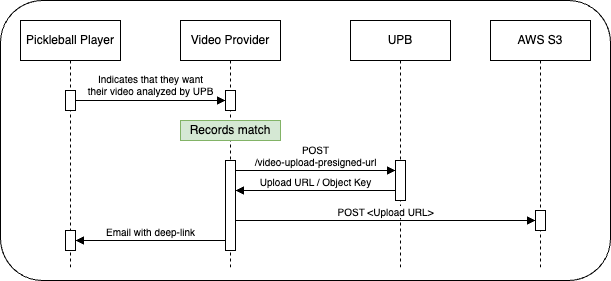 Pickleball Player
Video Provider
UPB
AWS S3
Indicates that they want
their video analyzed by UPB
Records match
POST
/video-upload-presigned-url
Upload URL / Object Key
POST <Upload URL>
Email with deep-link